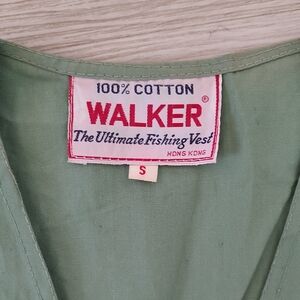 100% COTTON
WALKER®
The Ultimate Fishing Vest
HONG KONG
S